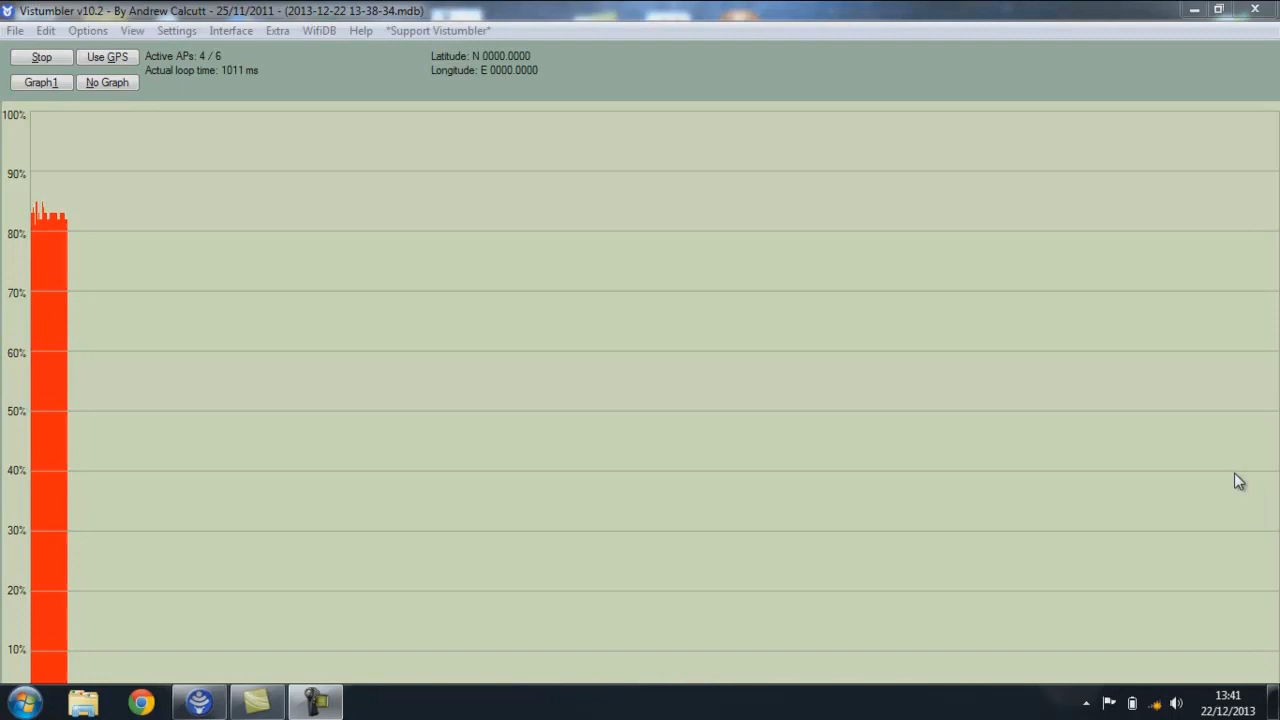 Vistumbler v10.2 - By Andrew Calcutt - 25/11/2011 - (2013-12-22 13-38-34.mdb)
File Edit Options View Settings Interface Extra WifiDB Help *Support Vistumbler*
Stop Use GPS Active APs: 4 / 6 Latitude: N 0000.0000
Actual loop time: 1011 ms Longitude: E 0000.0000
Graph1 No Graph
100%
90%
80%
70%
60%
50%
40%
30%
20%
10%
13:41
22/12/2013